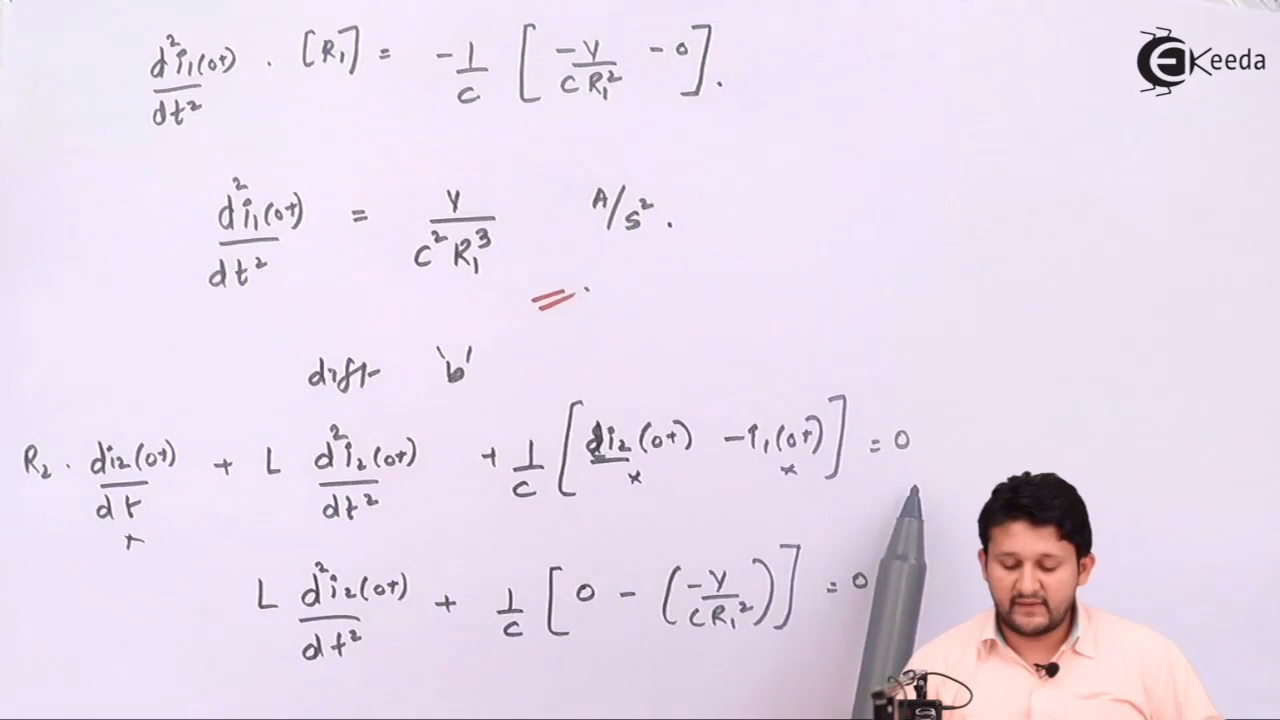 EKeeda
d²i₁(0+)/dt² . [R₁] = -1/C [ -V/CR₁² - 0 ].
d²i₁(0+)/dt² = V/C²R₁³ A/s².
diff 'b'
R₂ . di₂(0+)/dt + L d²i₂(0+)/dt² + 1/C [ di₂(0+) - i₁(0+) ] = 0
L d²i₂(0+)/dt² + 1/C [ 0 - ( -V/CR₁² ) ] = 0